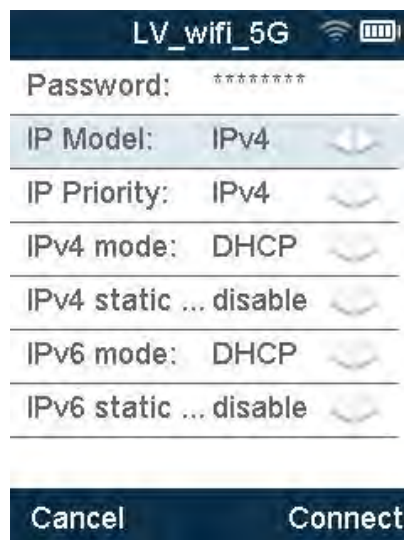 LV_wifi_5G
Password: ********
IP Model: IPv4
IP Priority: IPv4
IPv4 mode: DHCP
IPv4 static ... disable
IPv6 mode: DHCP
IPv6 static ... disable
Cancel Connect